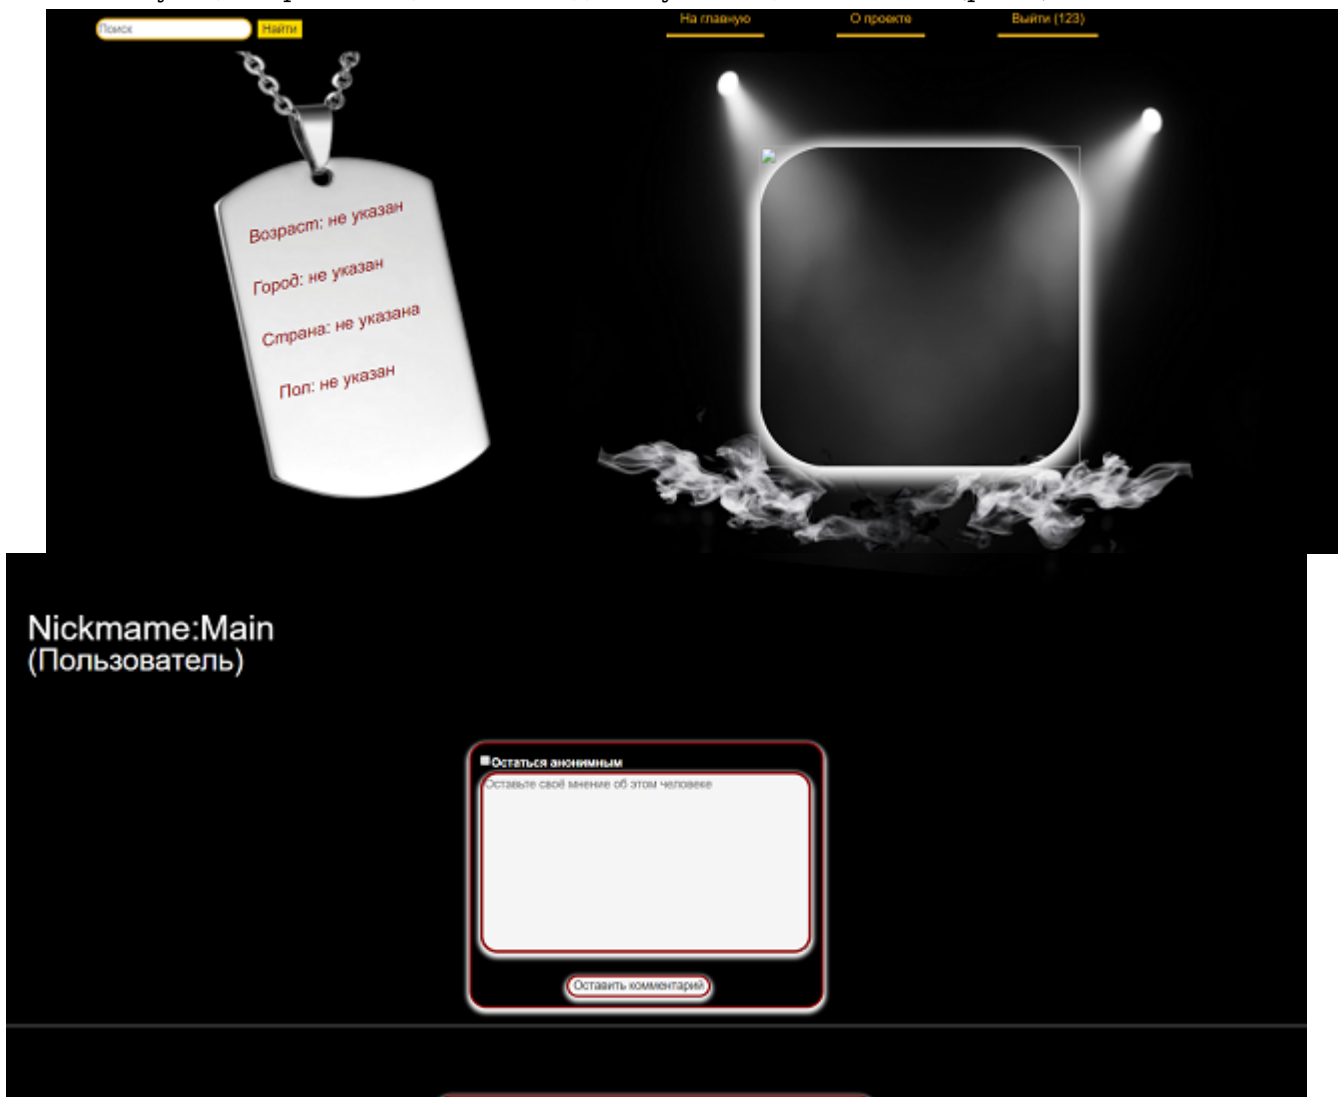 Поиск
Найти
На главную
О проекте
Выйти (123)
Возраст: не указан
Город: не указан
Страна: не указана
Пол: не указан
Nickmame:Main
(Пользователь)
Остаться анонимным
Оставьте своё мнение об этом человеке
Оставить комментарий